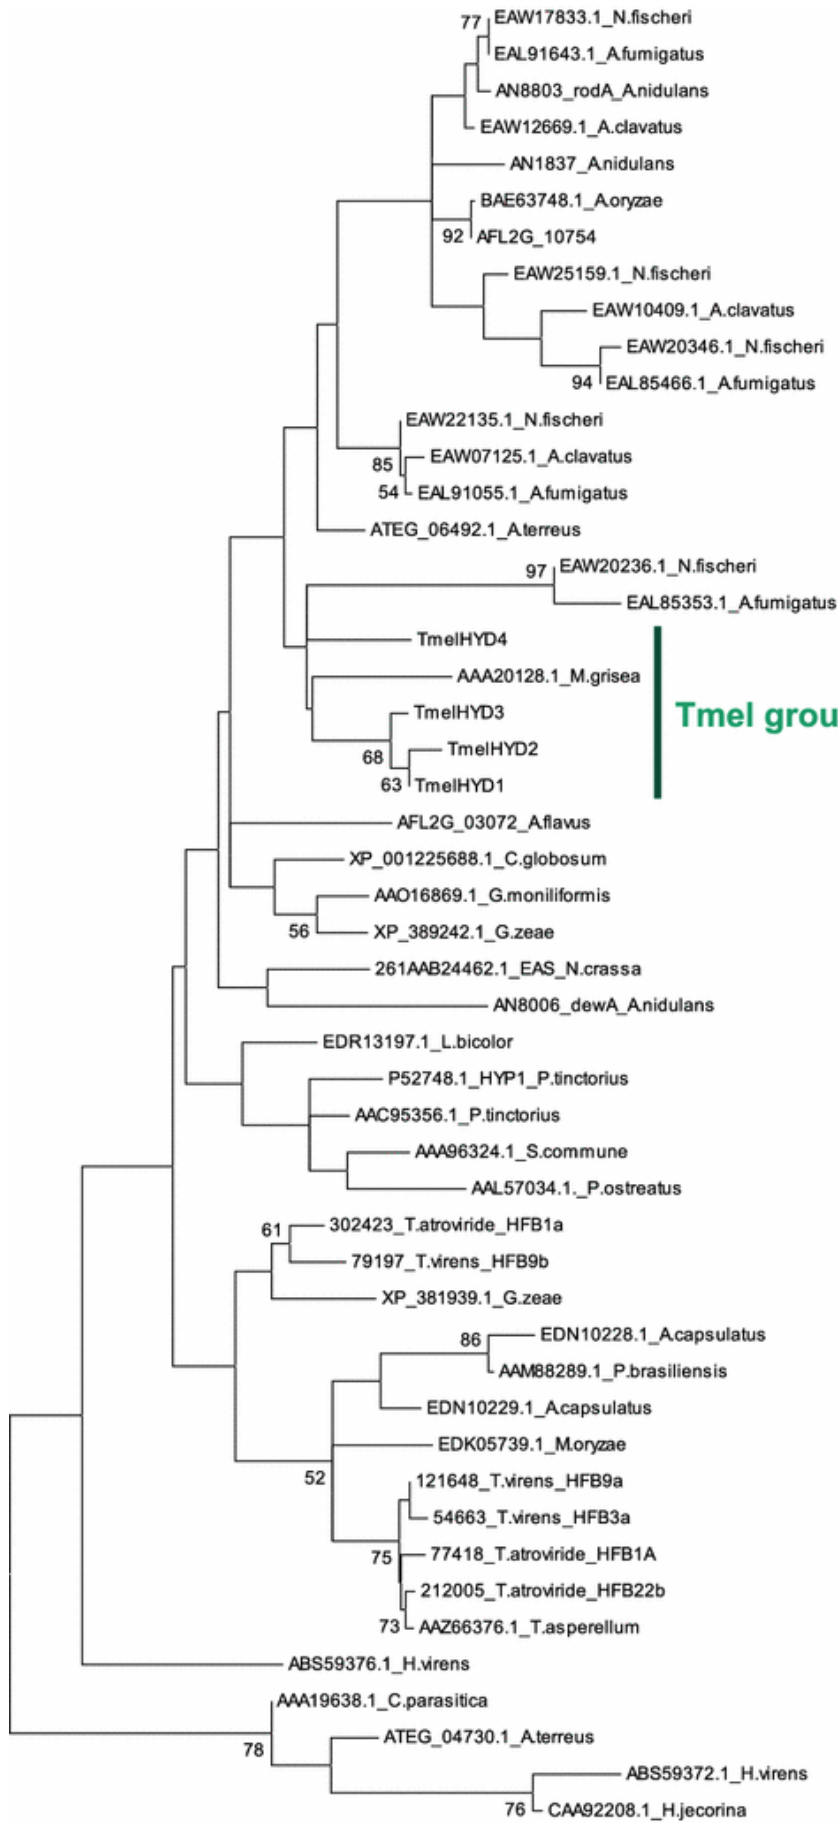 EAW17833.1_N.fischeri
77
EAL91643.1_A.fumigatus
AN8803_rodA_A.nidulans
EAW12669.1_A.clavatus
AN1837_A.nidulans
BAE63748.1_A.oryzae
92
AFL2G_10754
EAW25159.1_N.fischeri
EAW10409.1_A.clavatus
EAW20346.1_N.fischeri
94
EAL85466.1_A.fumigatus
EAW22135.1_N.fischeri
EAW07125.1_A.clavatus
85
54
EAL91055.1_A.fumigatus
ATEG_06492.1_A.terreus
EAW20236.1_N.fischeri
97
EAL85353.1_A.fumigatus
TmelHYD4
AAA20128.1_M.grisea
TmelHYD3
Tmel grou
TmelHYD2
68
63
TmelHYD1
AFL2G_03072_A.flavus
XP_001225688.1_C.globosum
AAO16869.1_G.moniliformis
56
XP_389242.1_G.zeae
261AAB24462.1_EAS_N.crassa
AN8006_dewA_A.nidulans
EDR13197.1_L.bicolor
P52748.1_HYP1_P.tinctorius
AAC95356.1_P.tinctorius
AAA96324.1_S.commune
AAL57034.1._P.ostreatus
302423_T.atroviride_HFB1a
61
79197_T.virens_HFB9b
XP_381939.1_G.zeae
EDN10228.1_A.capsulatus
86
AAM88289.1_P.brasiliensis
EDN10229.1_A.capsulatus
EDK05739.1_M.oryzae
52
121648_T.virens_HFB9a
54663_T.virens_HFB3a
75
77418_T.atroviride_HFB1A
212005_T.atroviride_HFB22b
73
AAZ66376.1_T.asperellum
ABS59376.1_H.virens
AAA19638.1_C.parasitica
78
ATEG_04730.1_A.terreus
ABS59372.1_H.virens
76
CAA92208.1_H.jecorina